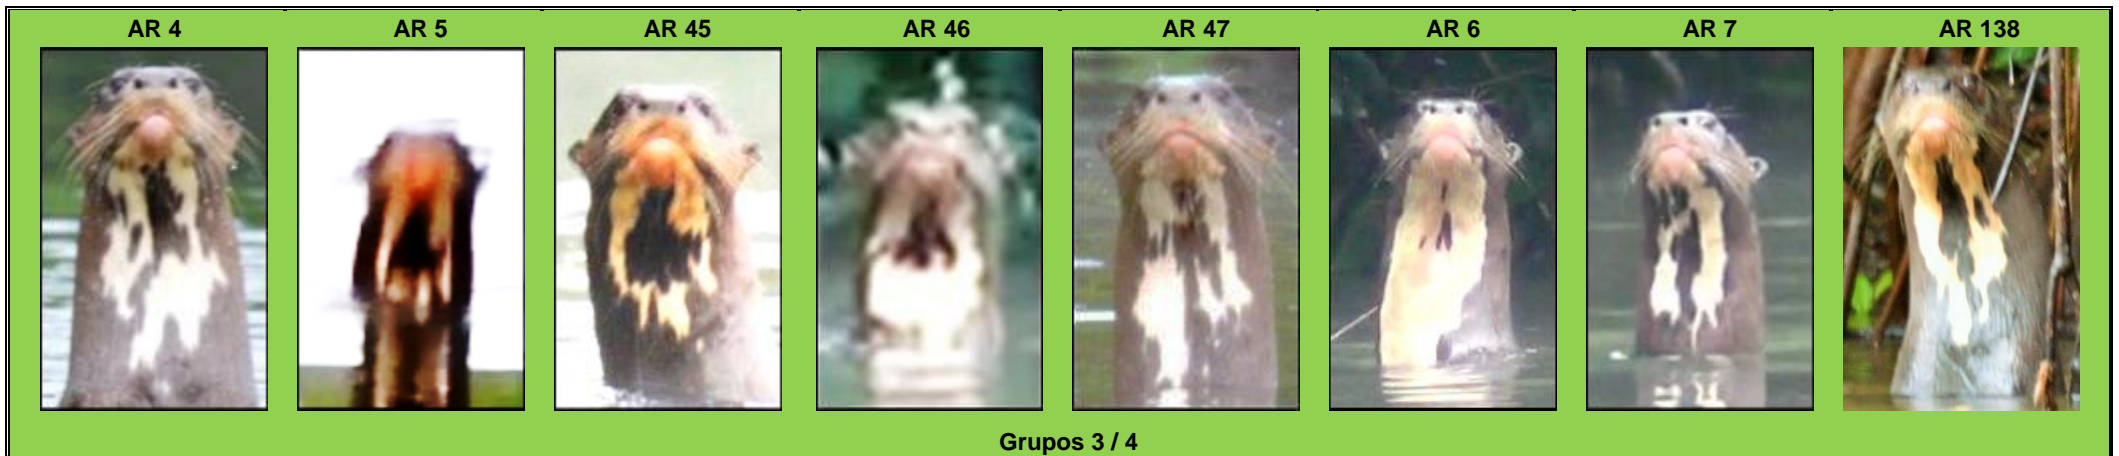 AR 4 AR 5 AR 45 AR 46 AR 47 AR 6 AR 7 AR 138
Grupos 3 / 4